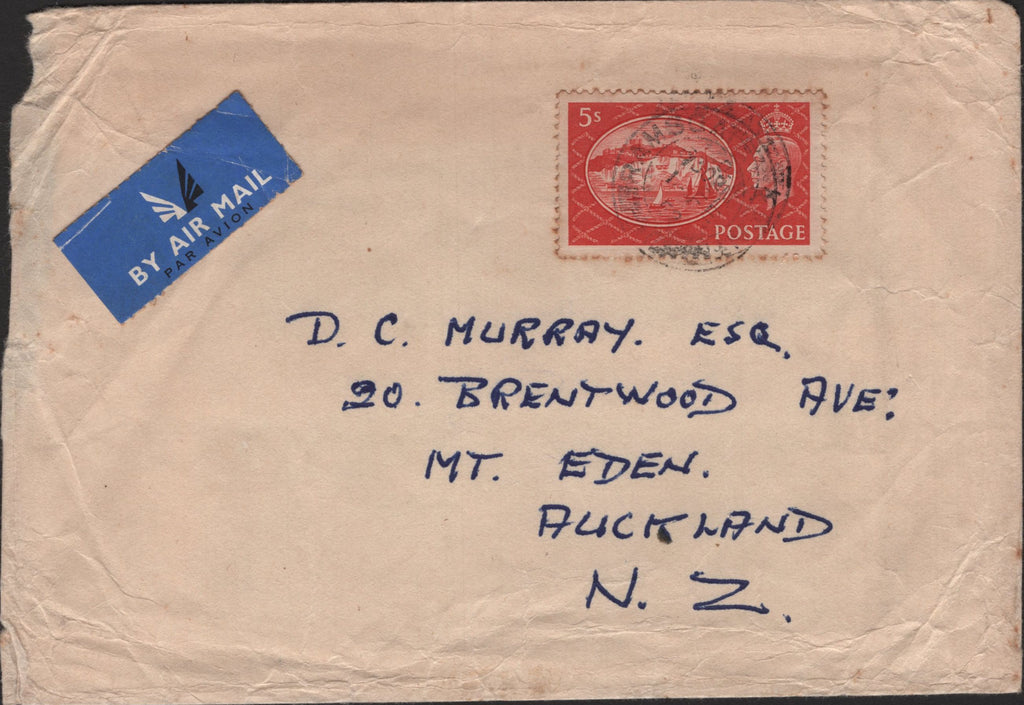 BY AIR MAIL
PAR AVION
5s
POSTAGE
D. C. MURRAY. ESQ.
20. BRENTWOOD AVE:
MT. EDEN.
AUCKLAND
N. Z.